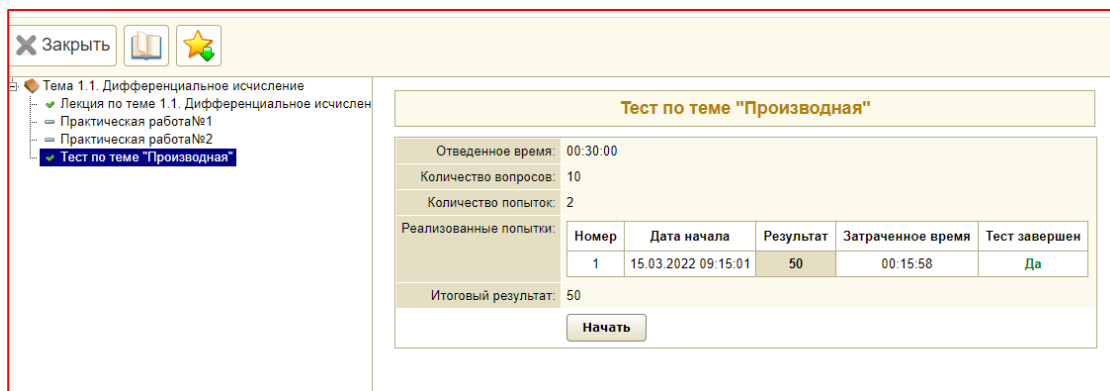 Закрыть
Тема 1.1. Дифференциальное исчисление
Лекция по теме 1.1. Дифференциальное исчислен
Практическая работа№1
Практическая работа№2
Тест по теме "Производная"
Тест по теме "Производная"
Отведенное время: 00:30:00
Количество вопросов: 10
Количество попыток: 2
Реализованные попытки:
Номер Дата начала Результат Затраченное время Тест завершен
1 15.03.2022 09:15:01 50 00:15:58 Да
Итоговый результат: 50
Начать